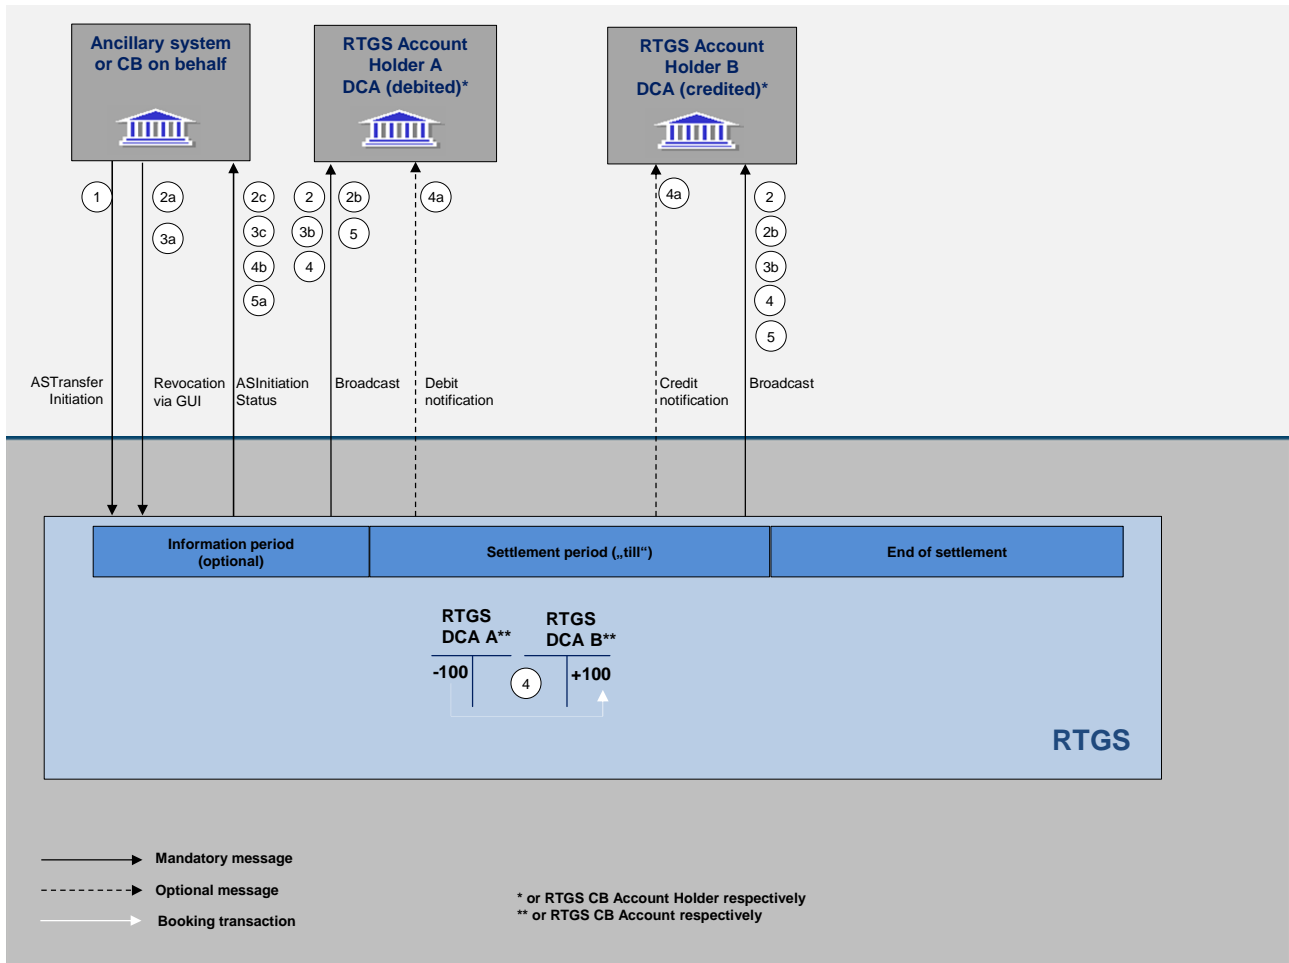 Ancillary system
or CB on behalf
RTGS Account
Holder A
DCA (debited)*
RTGS Account
Holder B
DCA (credited)*
1
2a
3a
2c
3c
4b
5a
2
3b
4
2b
5
4a
4a
2
2b
3b
4
5
ASTransfer
Initiation
Revocation
via GUI
ASInitiation
Status
Broadcast
Debit
notification
Credit
notification
Broadcast
Information period
(optional)
Settlement period („till“)
End of settlement
RTGS
DCA A**
RTGS
DCA B**
-100
4
+100
RTGS
Mandatory message
Optional message
Booking transaction
* or RTGS CB Account Holder respectively
** or RTGS CB Account respectively